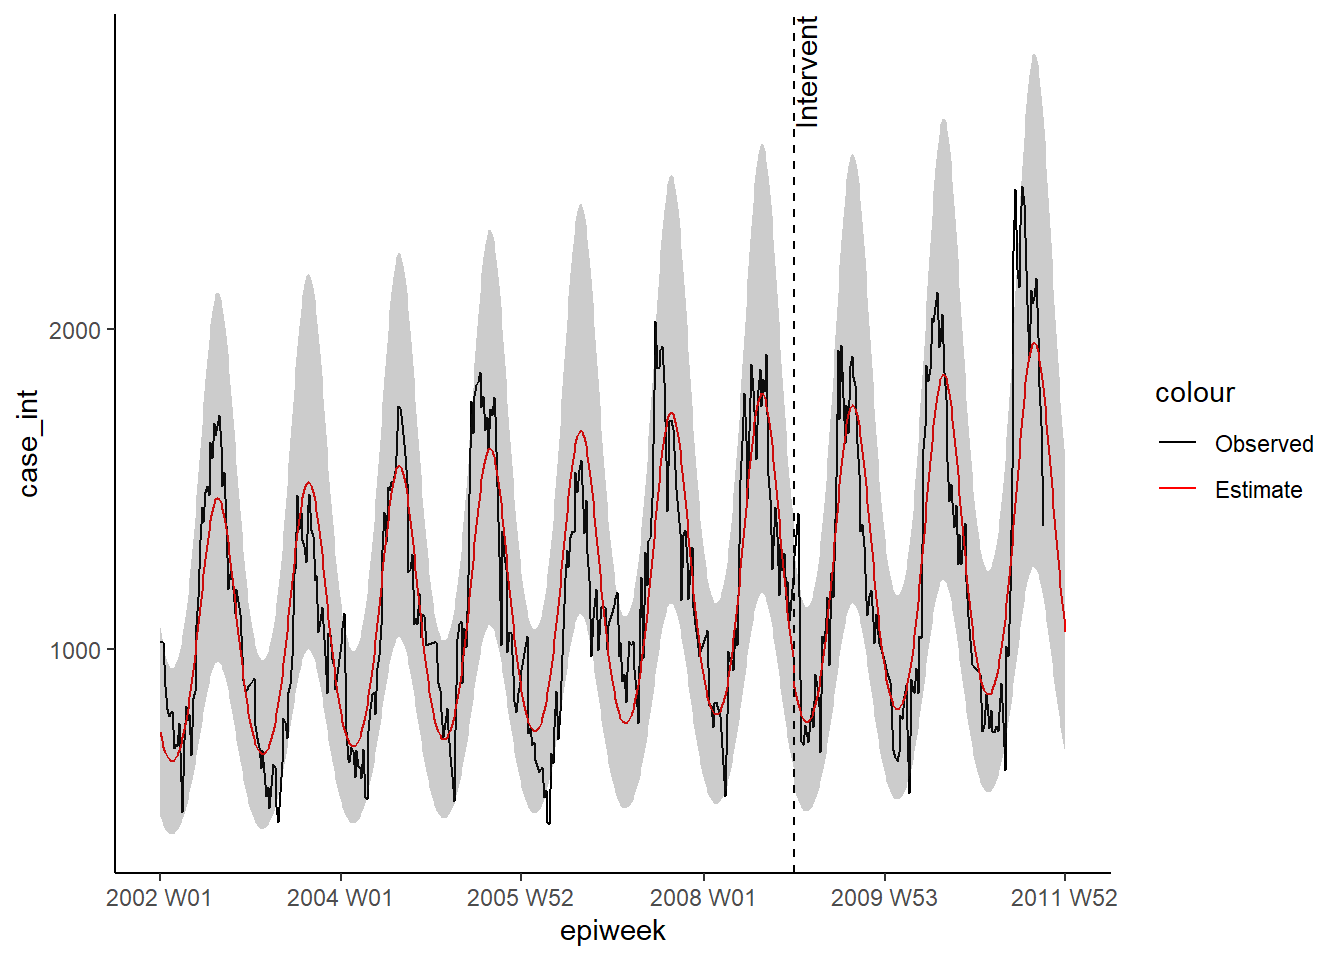 Intervent
2000
1000
case_int
2002 W01
2004 W01
2005 W52
2008 W01
2009 W53
2011 W52
epiweek
colour
Observed
Estimate